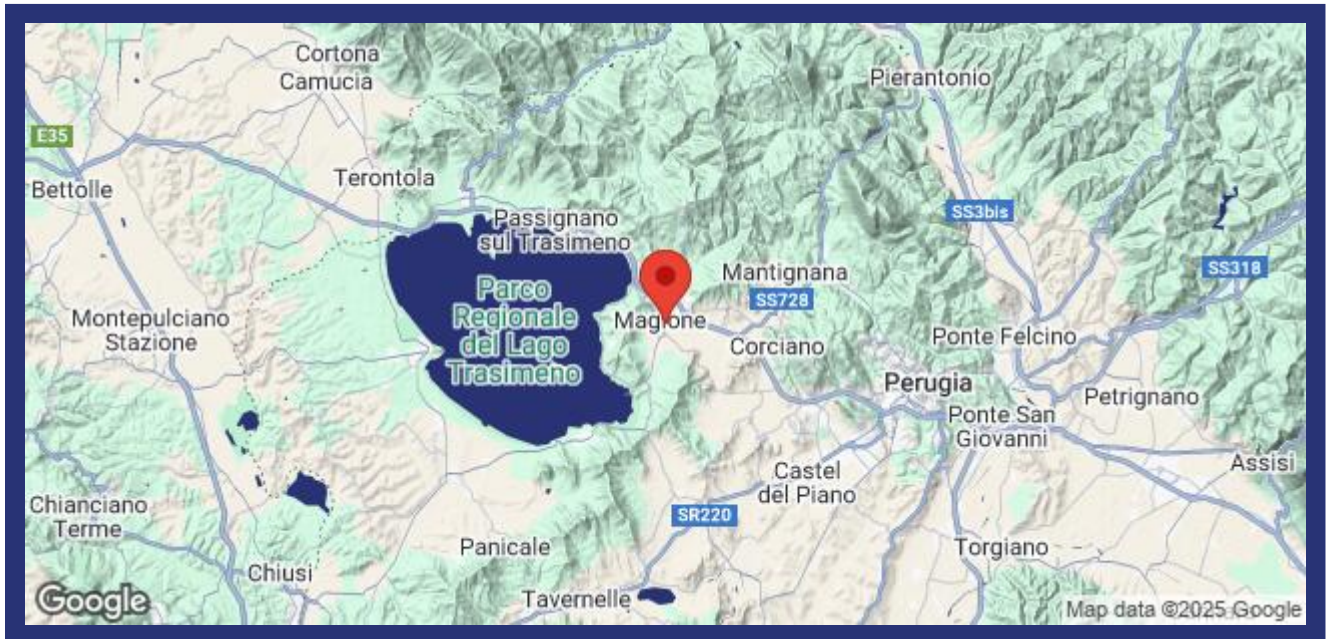 Cortona
Camucia
Pierantonio
E35
Bettolle
Terontola
Passignano
sul Trasimeno
SS3bis
Parco
Regionale
del Lago
Trasimeno
Mantignana
SS728
SS318
Montepulciano
Stazione
Magione
Corciano
Ponte Felcino
Perugia
Petrignano
Ponte San
Giovanni
Assisi
Castel
del Piano
Chianciano
Terme
SR220
Panicale
Torgiano
Chiusi
Tavernelle
Google
Map data ©2025 Google